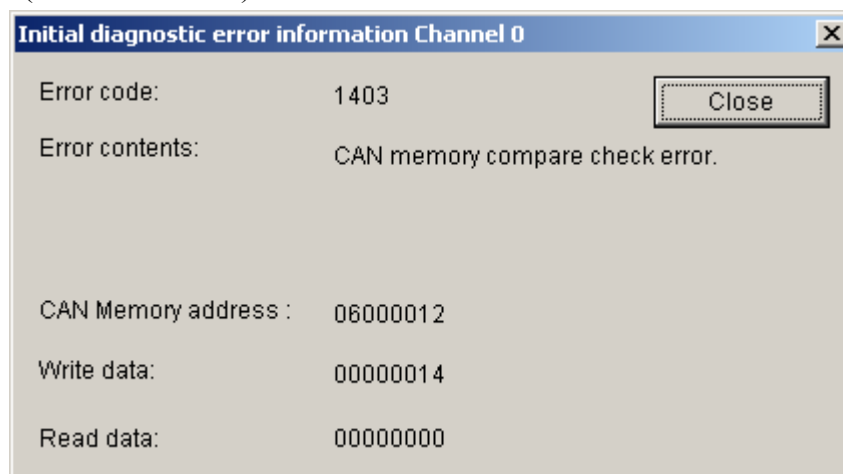 Initial diagnostic error information Channel 0
Error code: 1403 Close
Error contents: CAN memory compare check error.
CAN Memory address : 06000012
Write data: 00000014
Read data: 00000000